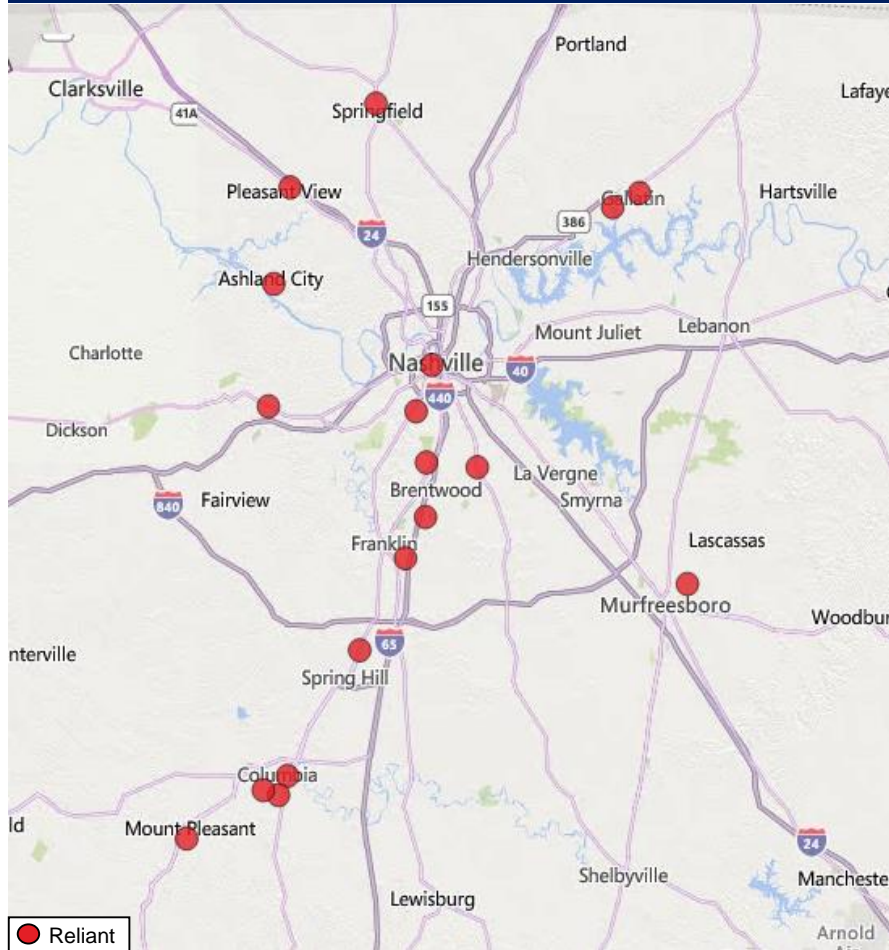 Portland
Clarksville
Lafaye
41A
Springfield
Pleasant View
Gallatin
Hartsville
386
24
Hendersonville
Ashland City
155
Mount Juliet
Lebanon
Charlotte
Nashville
40
440
Dickson
La Vergne
Brentwood
Smyrna
840
Fairview
Franklin
Lascassas
Murfreesboro
Woodbur
65
nterville
Spring Hill
Columbia
ld
Mount Pleasant
24
Shelbyville
Mancheste
Lewisburg
Arnold
Reliant